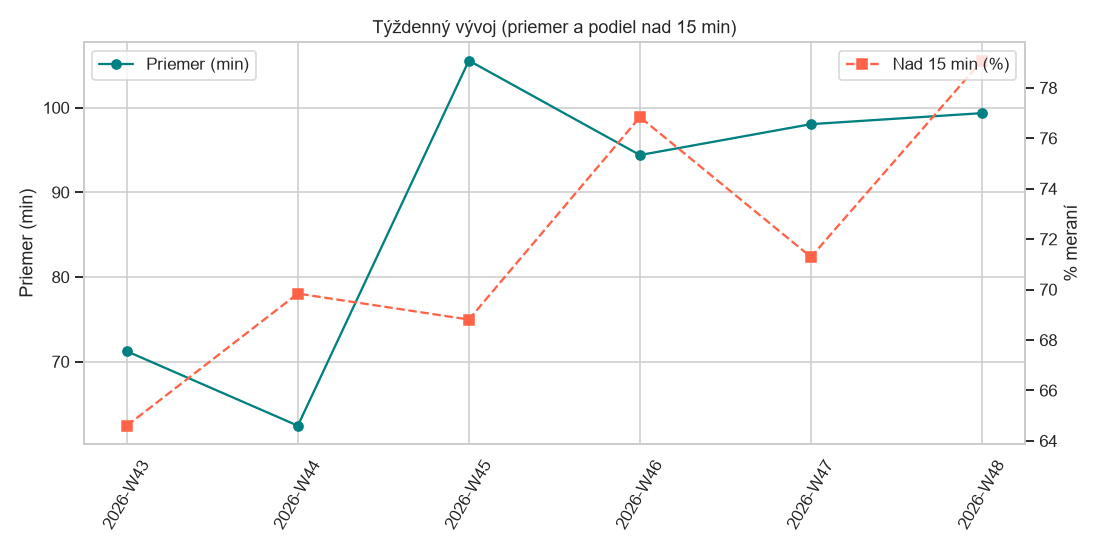 Týždenný vývoj (priemer a podiel nad 15 min)
Priemer (min)
Nad 15 min (%)
Priemer (min)
100
90
80
70
% meraní
78
76
74
72
70
68
66
64
2026-W43
2026-W44
2026-W45
2026-W46
2026-W47
2026-W48